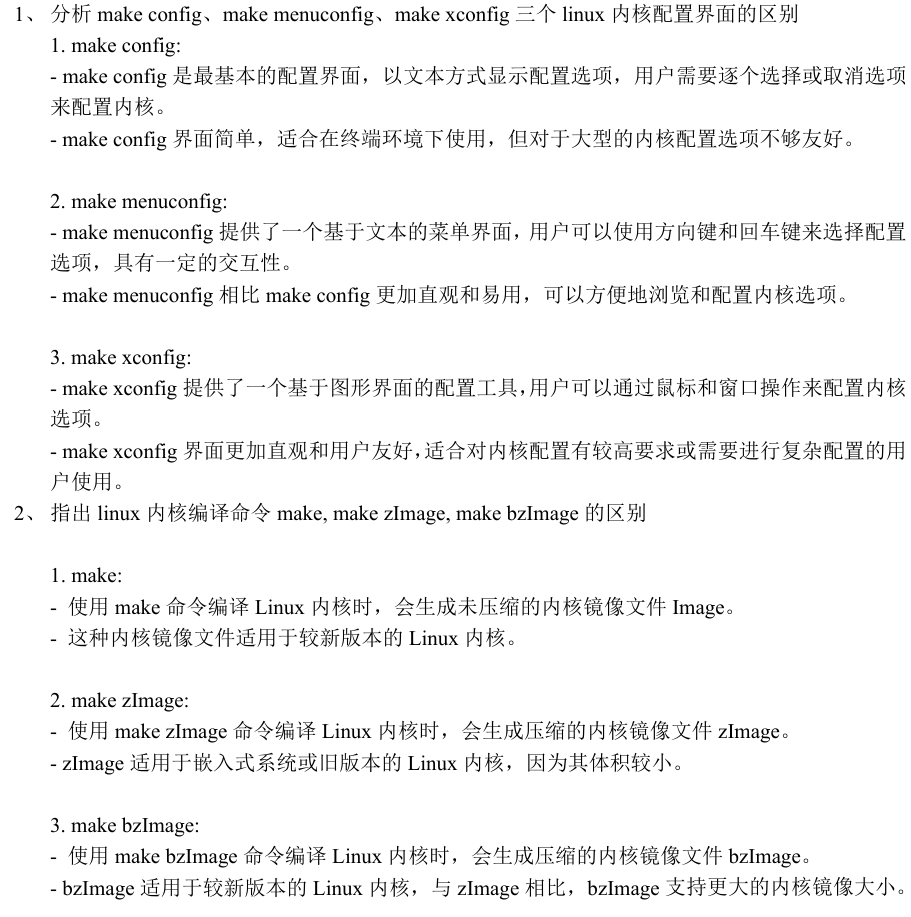 1、 分析 make config、make menuconfig、make xconfig 三个 linux 内核配置界面的区别
1. make config:
- make config 是最基本的配置界面，以文本方式显示配置选项，用户需要逐个选择或取消选项
来配置内核。
- make config 界面简单，适合在终端环境下使用，但对于大型的内核配置选项不够友好。
2. make menuconfig:
- make menuconfig 提供了一个基于文本的菜单界面，用户可以使用方向键和回车键来选择配置
选项，具有一定的交互性。
- make menuconfig 相比 make config 更加直观和易用，可以方便地浏览和配置内核选项。
3. make xconfig:
- make xconfig 提供了一个基于图形界面的配置工具，用户可以通过鼠标和窗口操作来配置内核
选项。
- make xconfig 界面更加直观和用户友好，适合对内核配置有较高要求或需要进行复杂配置的用
户使用。
2、 指出 linux 内核编译命令 make, make zImage, make bzImage 的区别
1. make:
- 使用 make 命令编译 Linux 内核时，会生成未压缩的内核镜像文件 Image。
- 这种内核镜像文件适用于较新版本的 Linux 内核。
2. make zImage:
- 使用 make zImage 命令编译 Linux 内核时，会生成压缩的内核镜像文件 zImage。
- zImage 适用于嵌入式系统或旧版本的 Linux 内核，因为其体积较小。
3. make bzImage:
- 使用 make bzImage 命令编译 Linux 内核时，会生成压缩的内核镜像文件 bzImage。
- bzImage 适用于较新版本的 Linux 内核，与 zImage 相比，bzImage 支持更大的内核镜像大小。